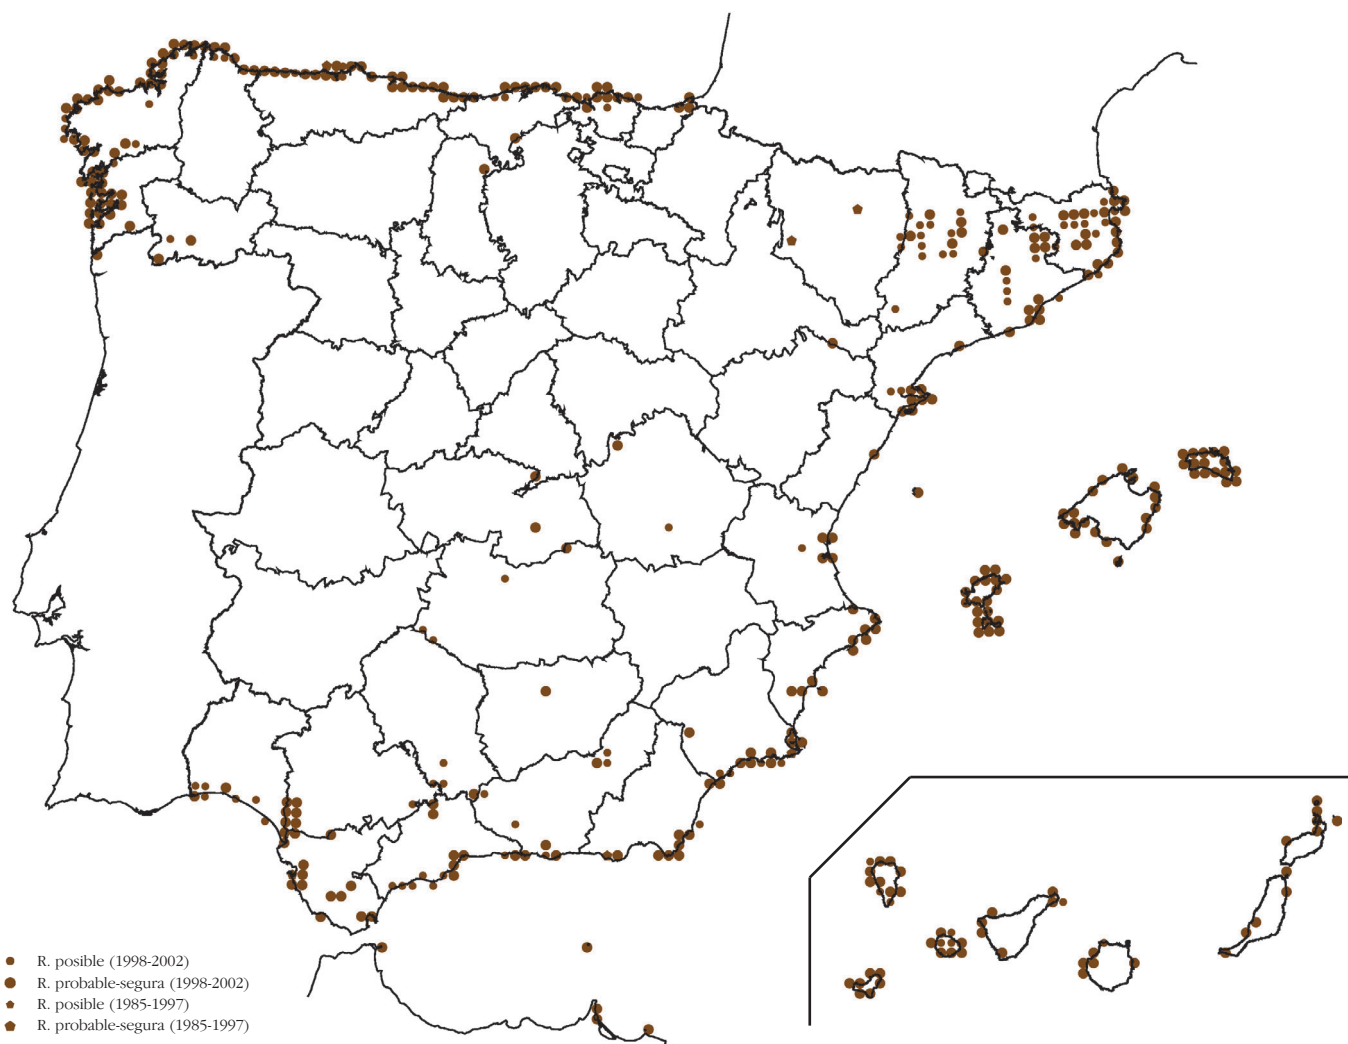 R. posible (1998-2002)
R. probable-segura (1998-2002)
R. posible (1985-1997)
R. probable-segura (1985-1997)